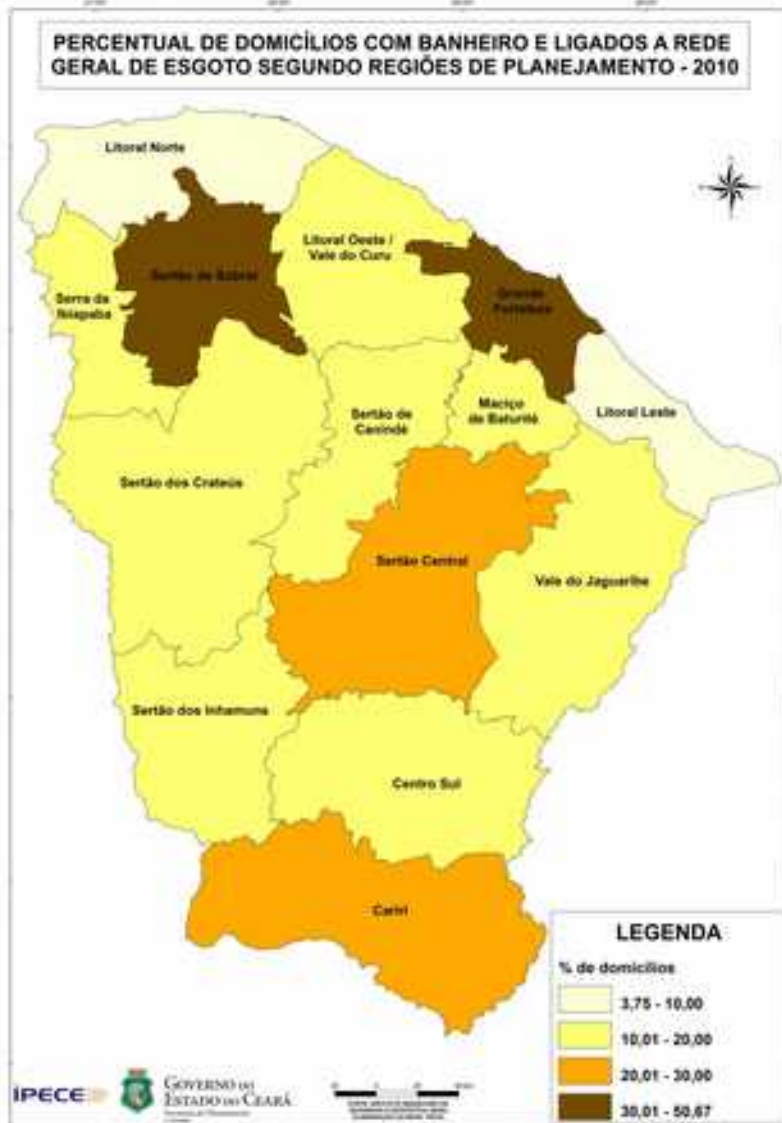 PERCENTUAL DE DOMICÍLIOS COM BANHEIRO E LIGADOS A REDE
GERAL DE ESGOTO SEGUNDO REGIÕES DE PLANEJAMENTO - 2010
Litoral Norte
Litoral Oeste /
Vale do Curu
Sertão de Sobral
Serra da
Ibiapaba
Grande
Fortaleza
Maciço
de Baturité
Litoral Leste
Sertão de
Canindé
Sertão dos Crateús
Sertão Central
Vale do Jaguaribe
Sertão dos Inhamuns
Centro Sul
Cariri
LEGENDA
% de domicílios
3,75 - 10,00
10,01 - 20,00
20,01 - 30,00
30,01 - 50,67
IPECE
GOVERNO DO
ESTADO DO CEARÁ